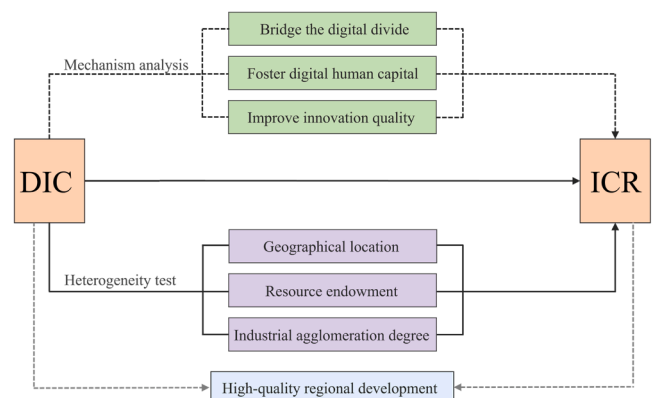 Bridge the digital divide
Mechanism analysis
Foster digital human capital
Improve innovation quality
DIC
ICR
Geographical location
Heterogeneity test
Resource endowment
Industrial agglomeration degree
High-quality regional development